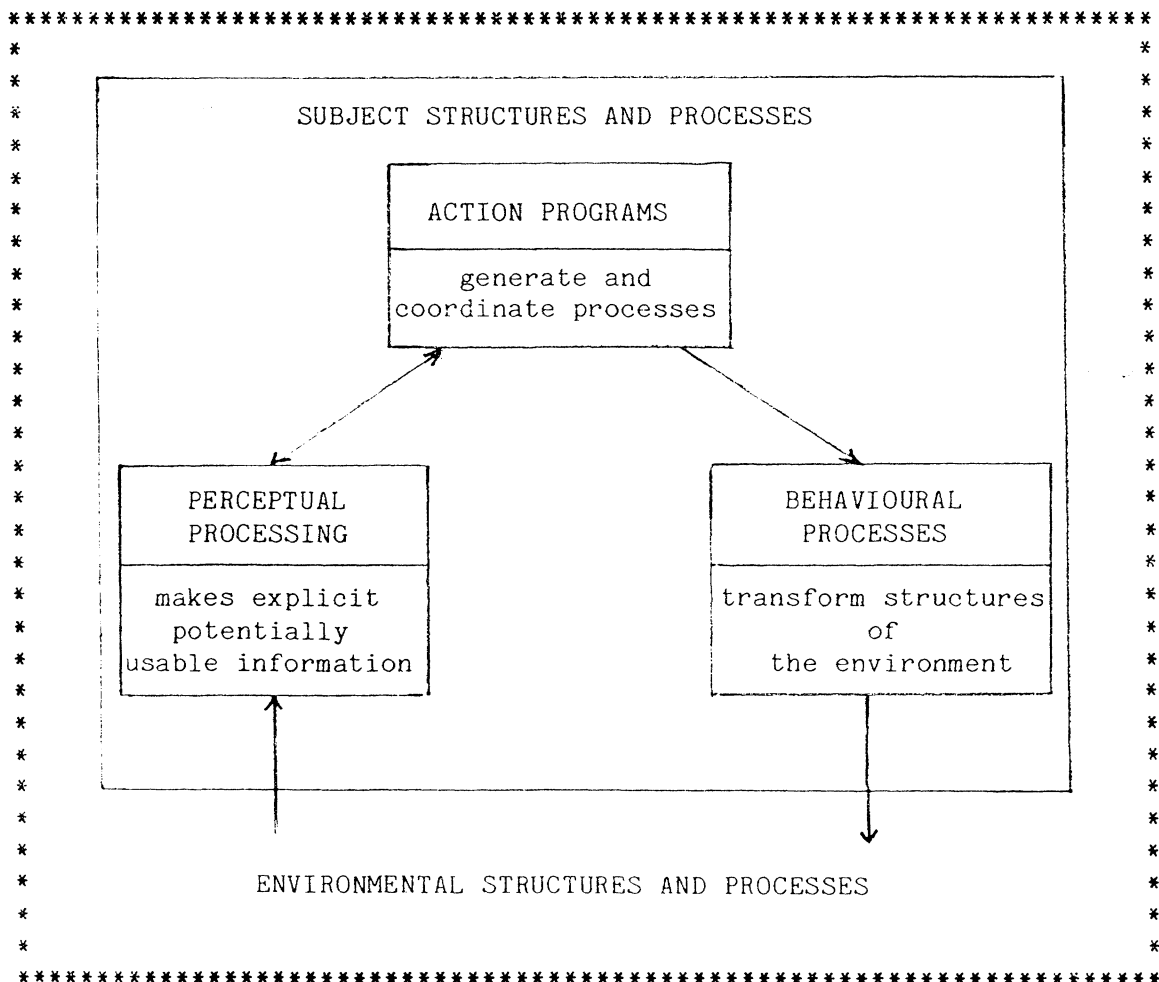 SUBJECT STRUCTURES AND PROCESSES
ACTION PROGRAMS
generate and
coordinate processes
PERCEPTUAL
PROCESSING
makes explicit
potentially
usable information
BEHAVIOURAL
PROCESSES
transform structures
of
the environment
ENVIRONMENTAL STRUCTURES AND PROCESSES